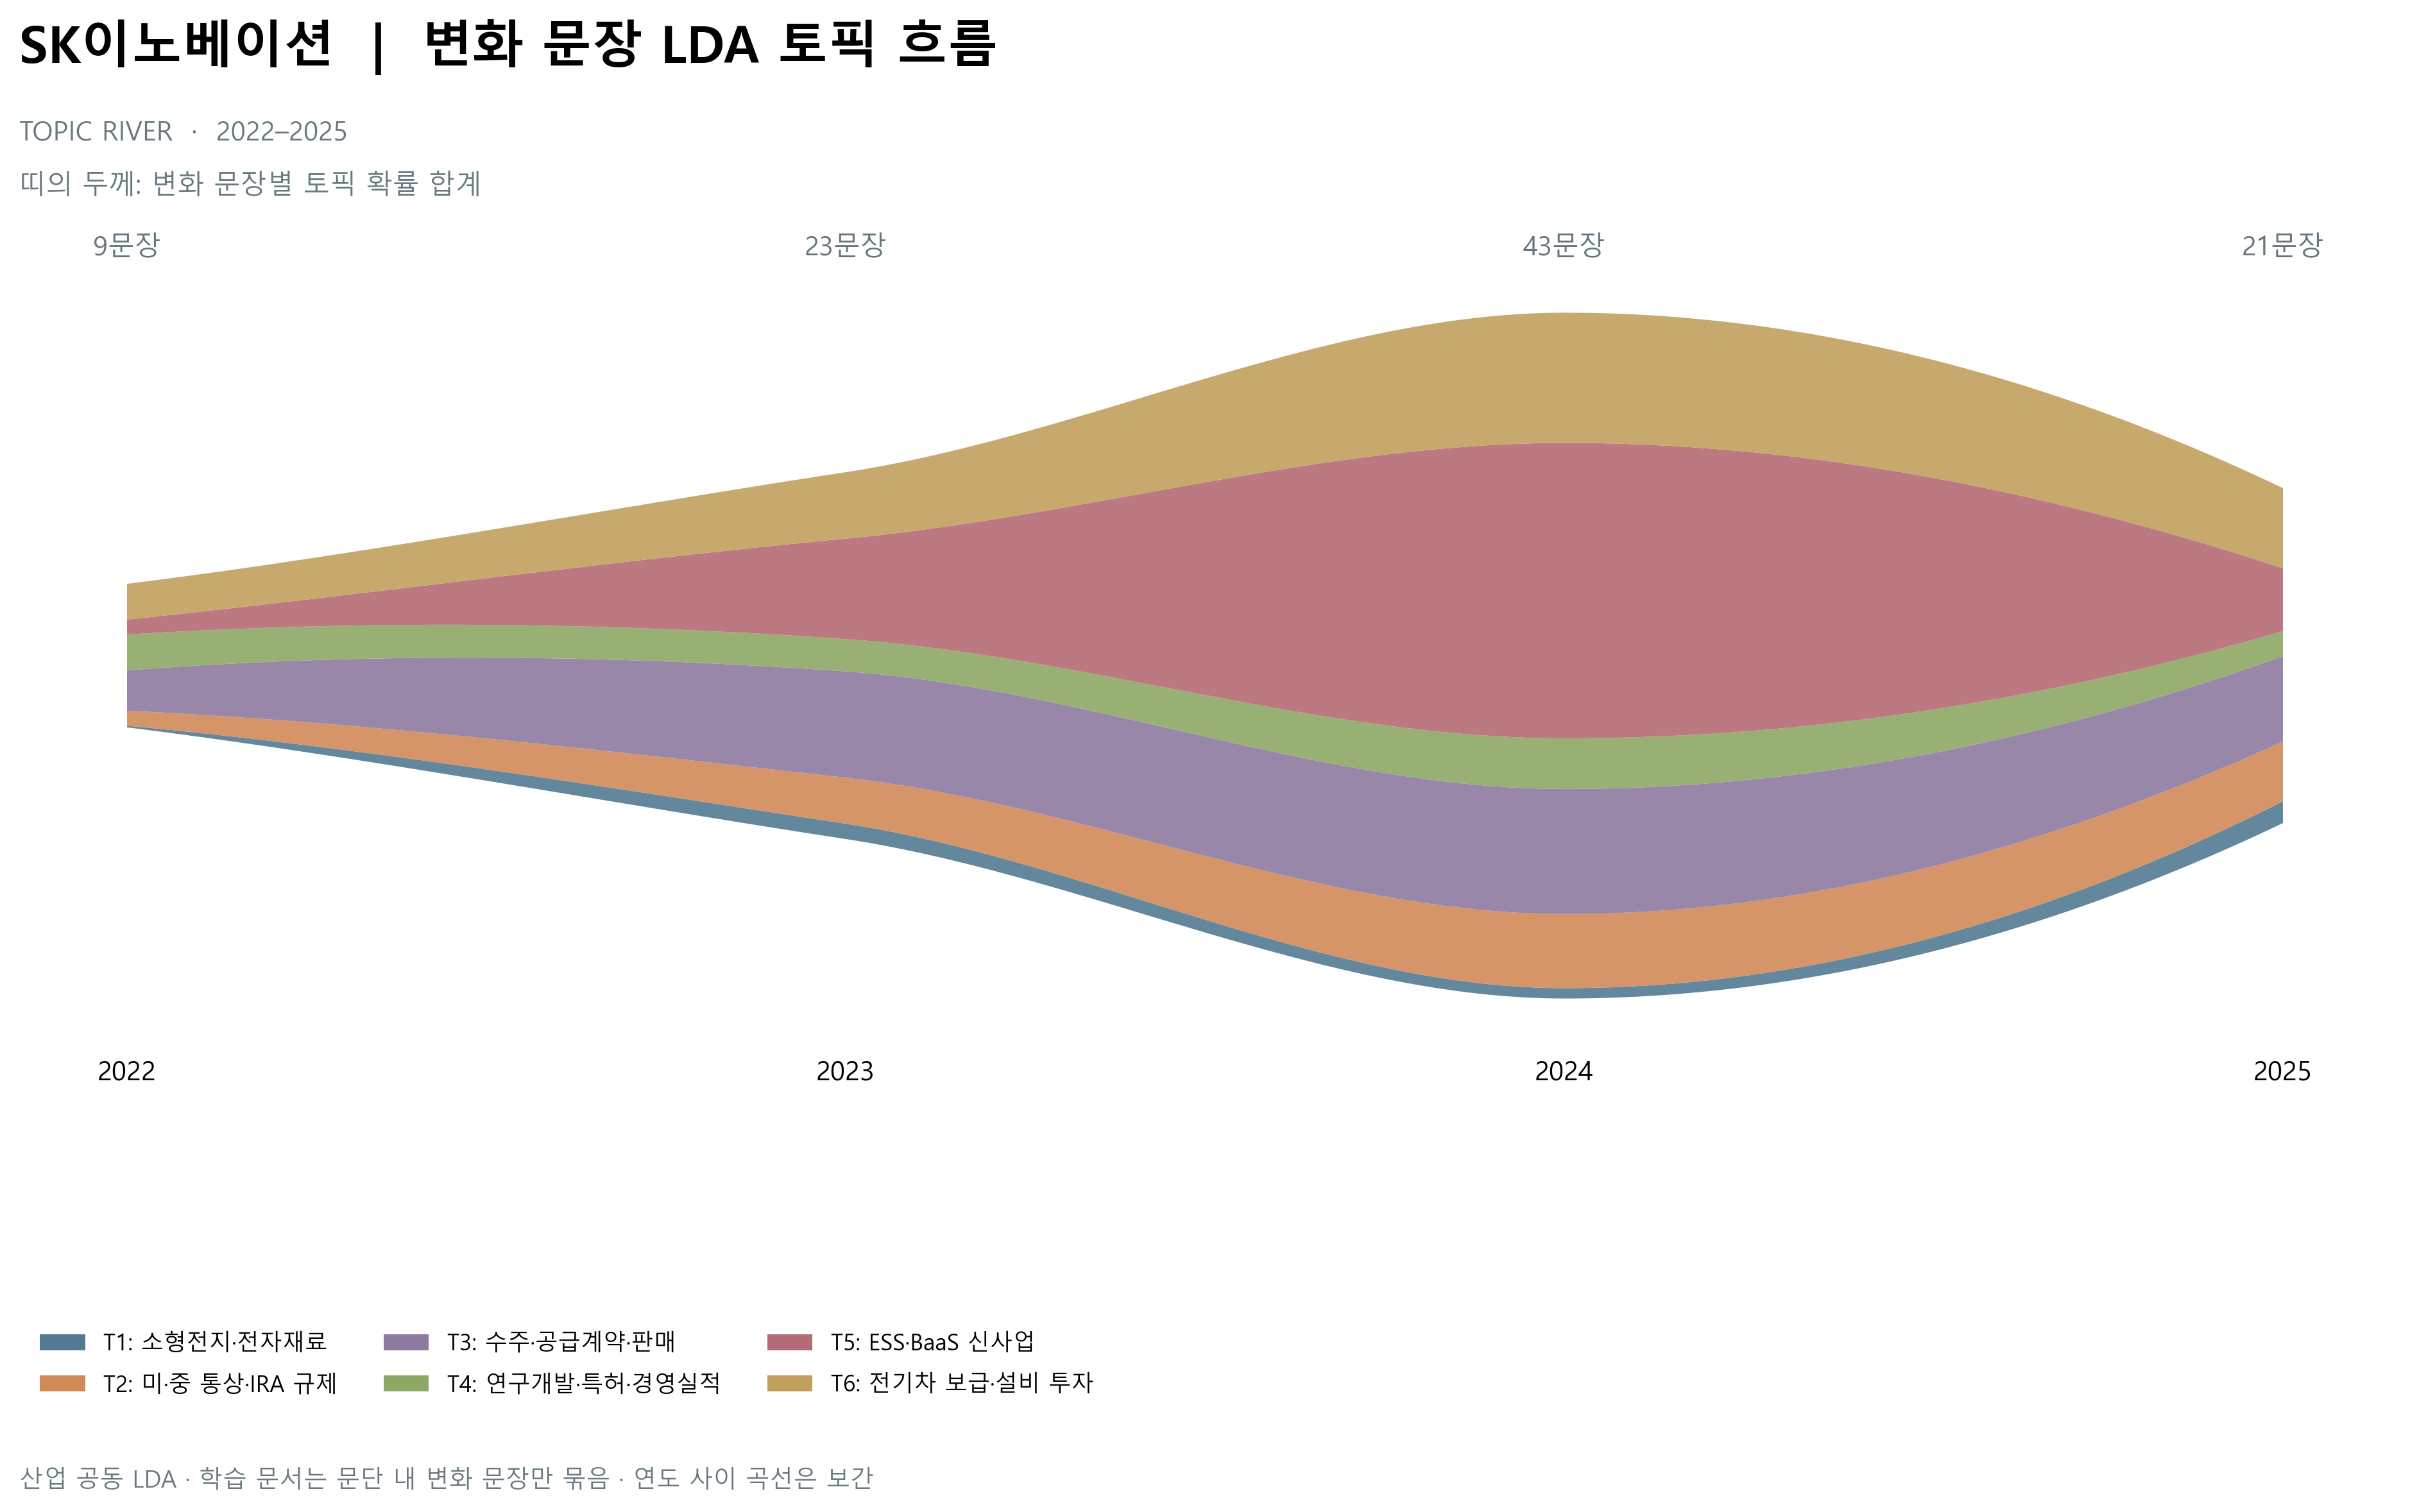 SK이노베이션 | 변화 문장 LDA 토픽 흐름
TOPIC RIVER · 2022–2025
띠의 두께: 변화 문장별 토픽 확률 합계
9문장 23문장 43문장 21문장
2022 2023 2024 2025
T1: 소형전지·전자재료 T3: 수주·공급계약·판매 T5: ESS·BaaS 신사업
T2: 미·중 통상·IRA 규제 T4: 연구개발·특허·경영실적 T6: 전기차 보급·설비 투자
산업 공동 LDA · 학습 문서는 문단 내 변화 문장만 묶음 · 연도 사이 곡선은 보간